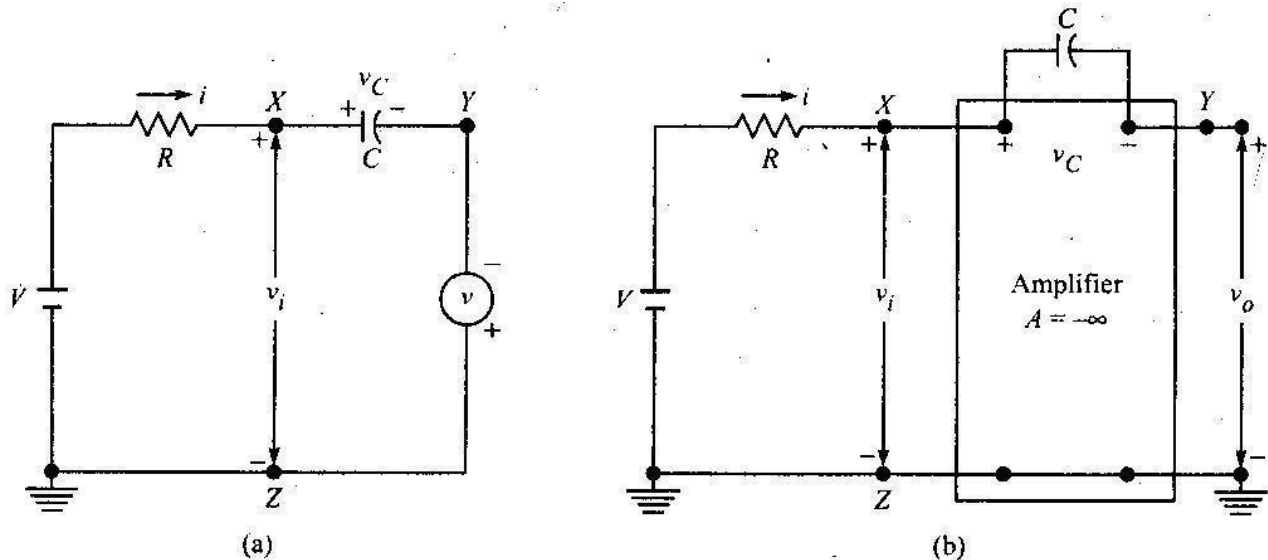 C
v_C
i
X
+
-
Y
R
+
C
V
v_i
-
v
+
-
Z
(a)
i
X
Y
R
+
+
v_C
-
+
V
v_i
Amplifier
A = -∞
v_o
-
-
Z
(b)